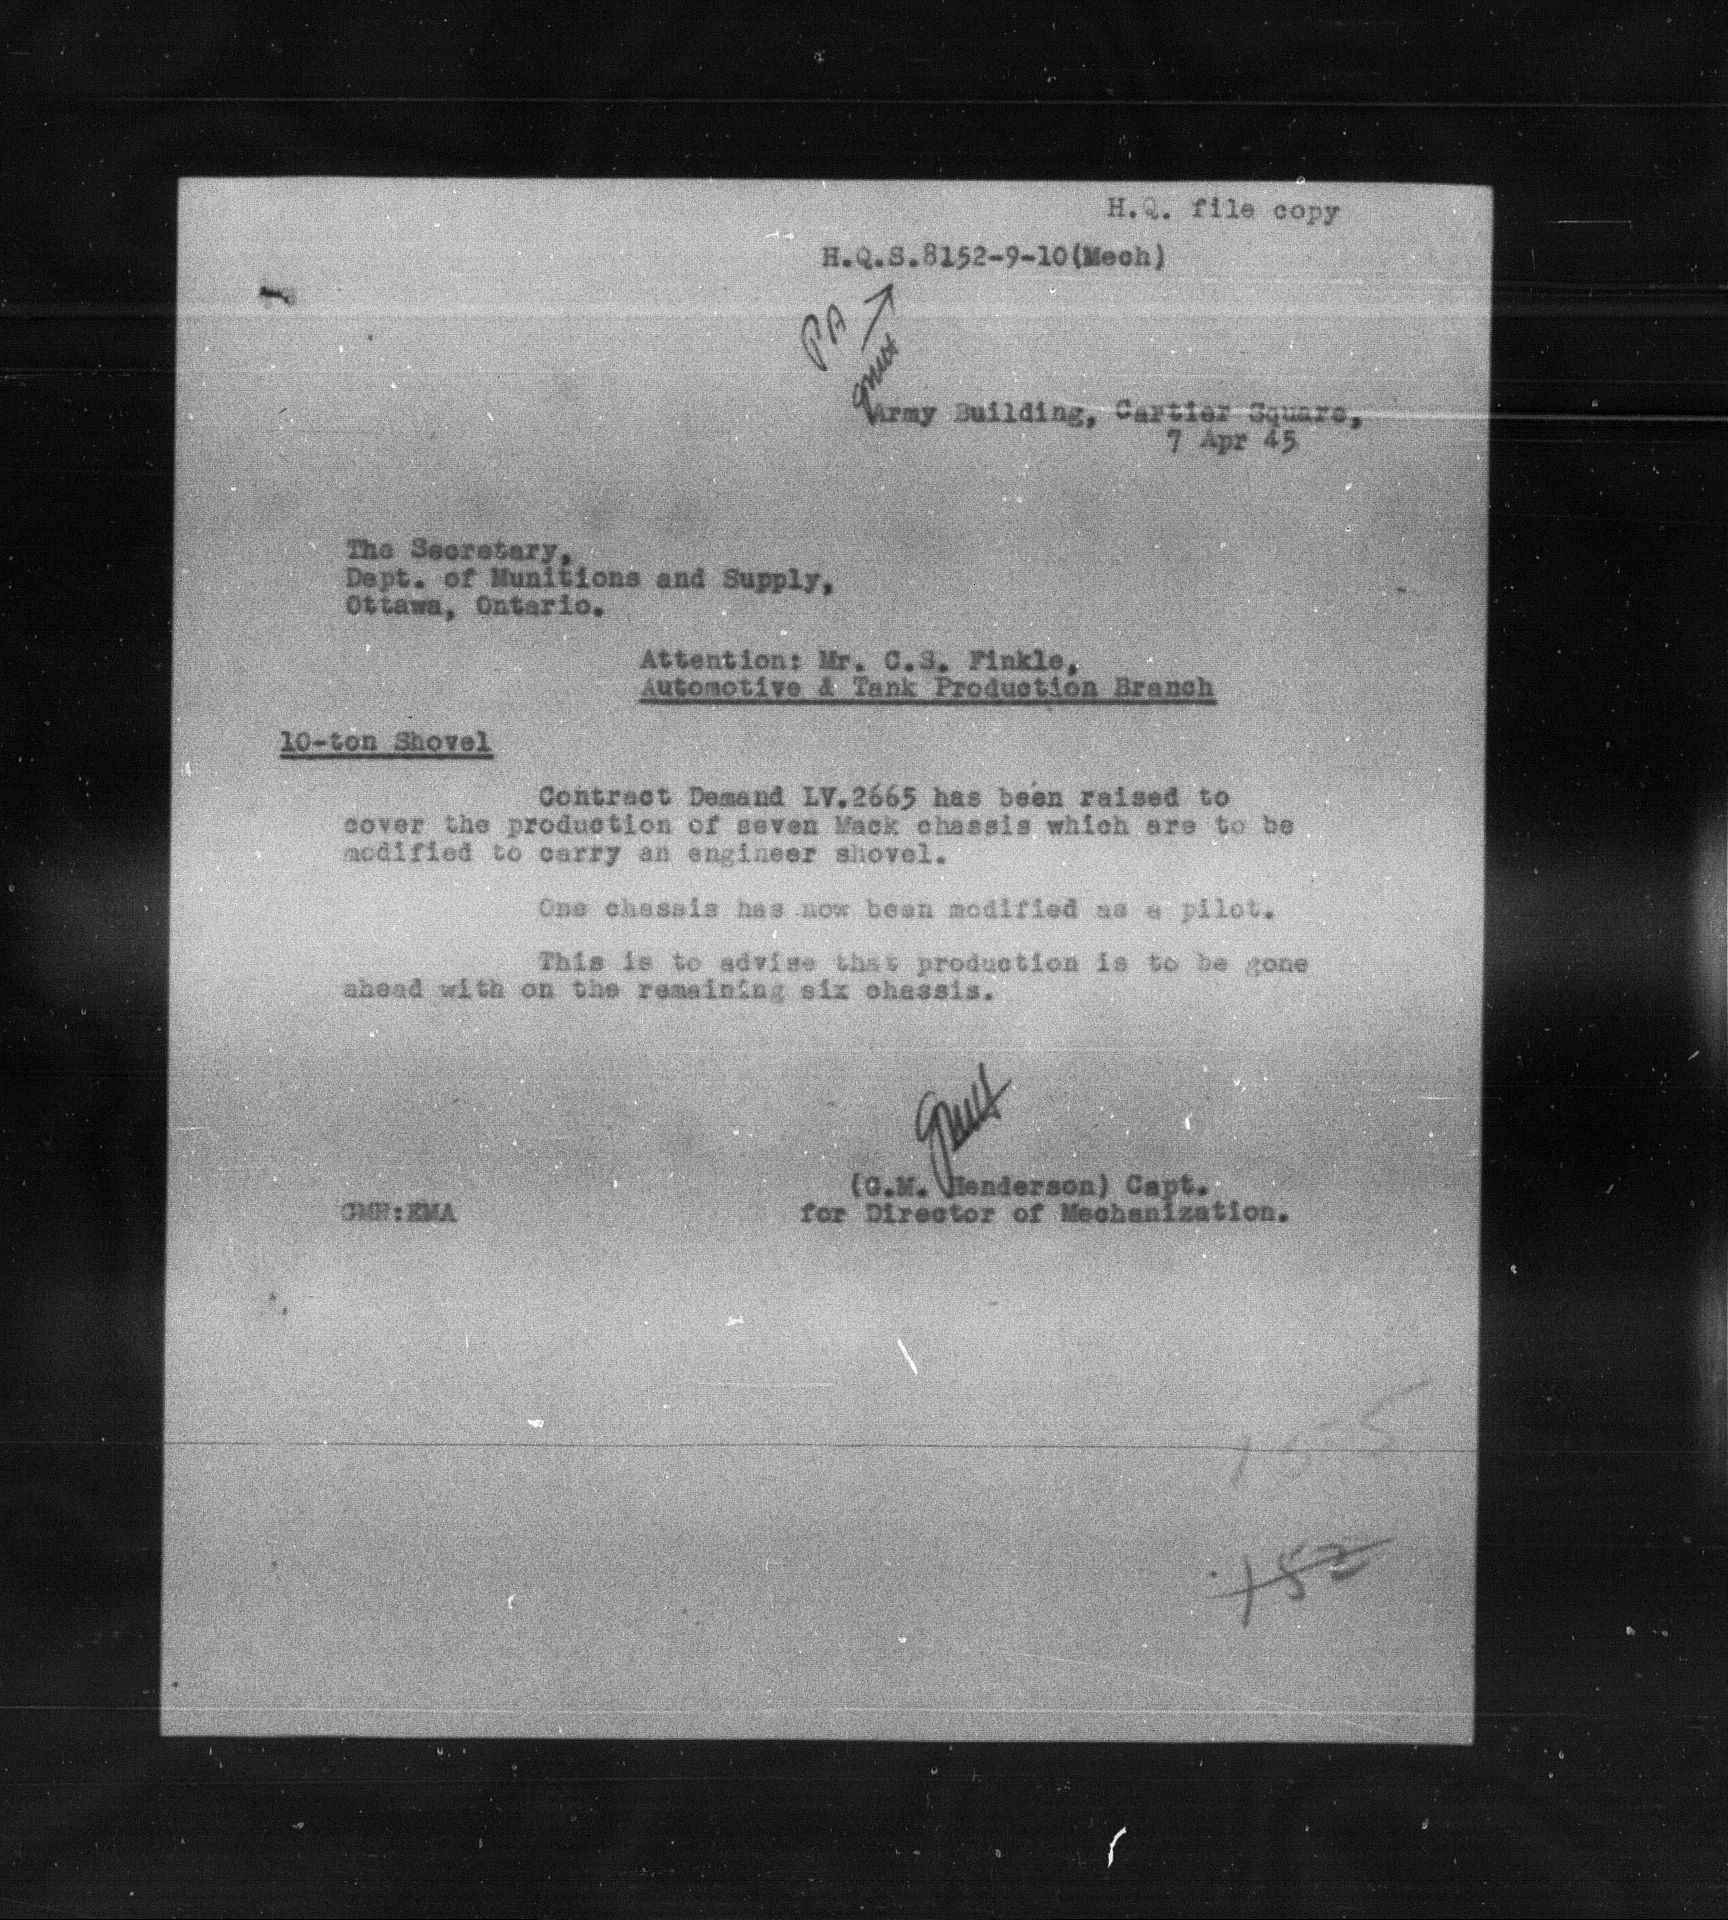 H.Q. file copy
H.Q.S.8152-9-10(Mech)
PA
Army Building, Cartier Square,
7 Apr 45
The Secretary,
Dept. of Munitions and Supply,
Ottawa, Ontario.
Attention: Mr. C.S. Finkle,
Automotive & Tank Production Branch
10-ton Shovel
Contract Demand LV.2665 has been raised to
cover the production of seven Mack chassis which are to be
modified to carry an engineer shovel.
One chassis has now been modified as a pilot.
This is to advise that production is to be gone
ahead with on the remaining six chassis.
(G.M. Henderson) Capt.
GMH:EMA for Director of Mechanization.